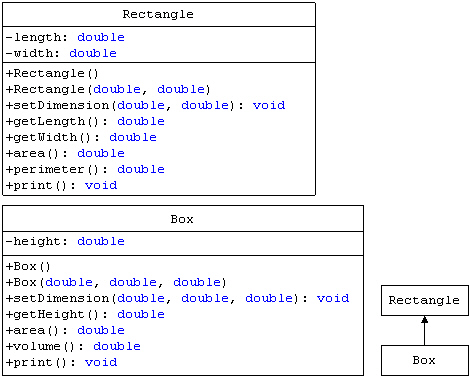 Rectangle
-length: double
-width: double
+Rectangle()
+Rectangle(double, double)
+setDimension(double, double): void
+getLength(): double
+getWidth(): double
+area(): double
+perimeter(): double
+print(): void
Box
-height: double
+Box()
+Box(double, double, double)
+setDimension(double, double, double): void
+getHeight(): double
+area(): double
+volume(): double
+print(): void
Rectangle
Box